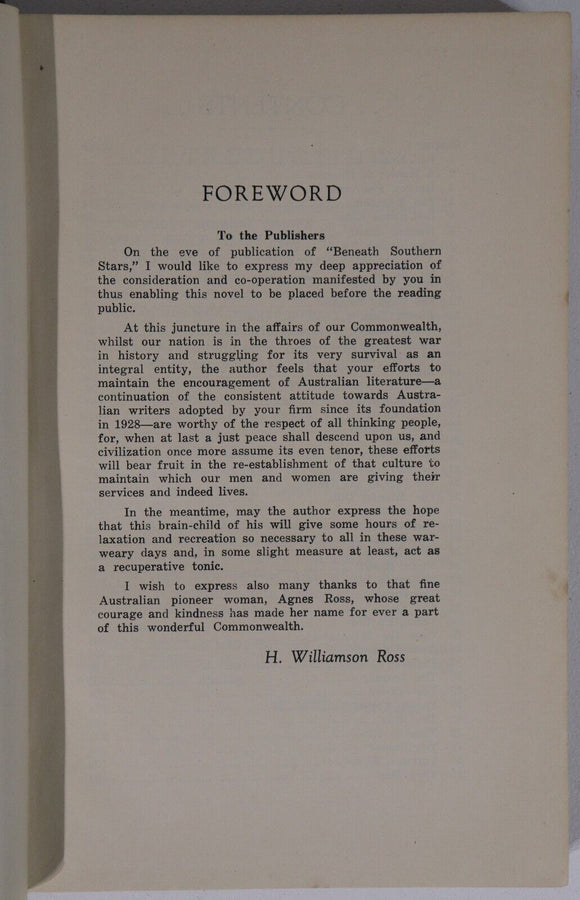 FOREWORD
To the Publishers
On the eve of publication of “Beneath Southern
Stars,” I would like to express my deep appreciation of
the consideration and co-operation manifested by you in
thus enabling this novel to be placed before the reading
public.
At this juncture in the affairs of our Commonwealth,
whilst our nation is in the throes of the greatest war
in history and struggling for its very survival as an
integral entity, the author feels that your efforts to
maintain the encouragement of Australian literature—a
continuation of the consistent attitude towards Austra-
lian writers adopted by your firm since its foundation
in 1928—are worthy of the respect of all thinking people,
for, when at last a just peace shall descend upon us, and
civilization once more assume its even tenor, these efforts
will bear fruit in the re-establishment of that culture to
maintain which our men and women are giving their
services and indeed lives.
In the meantime, may the author express the hope
that this brain-child of his will give some hours of re-
laxation and recreation so necessary to all in these war-
weary days and, in some slight measure at least, act as
a recuperative tonic.
I wish to express also many thanks to that fine
Australian pioneer woman, Agnes Ross, whose great
courage and kindness has made her name for ever a part
of this wonderful Commonwealth.
H. Williamson Ross